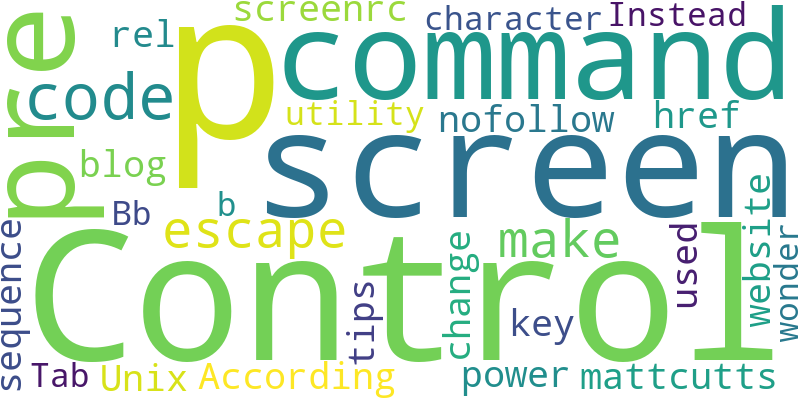 screenrc
character
Instead
rel
pre
p
command
code
utility
nofollow
href
blog
screen
Bb
b
escape
make
website
wonder
used
change
sequence
Control
tips
key
Tab
Unix
According
power
mattcutts